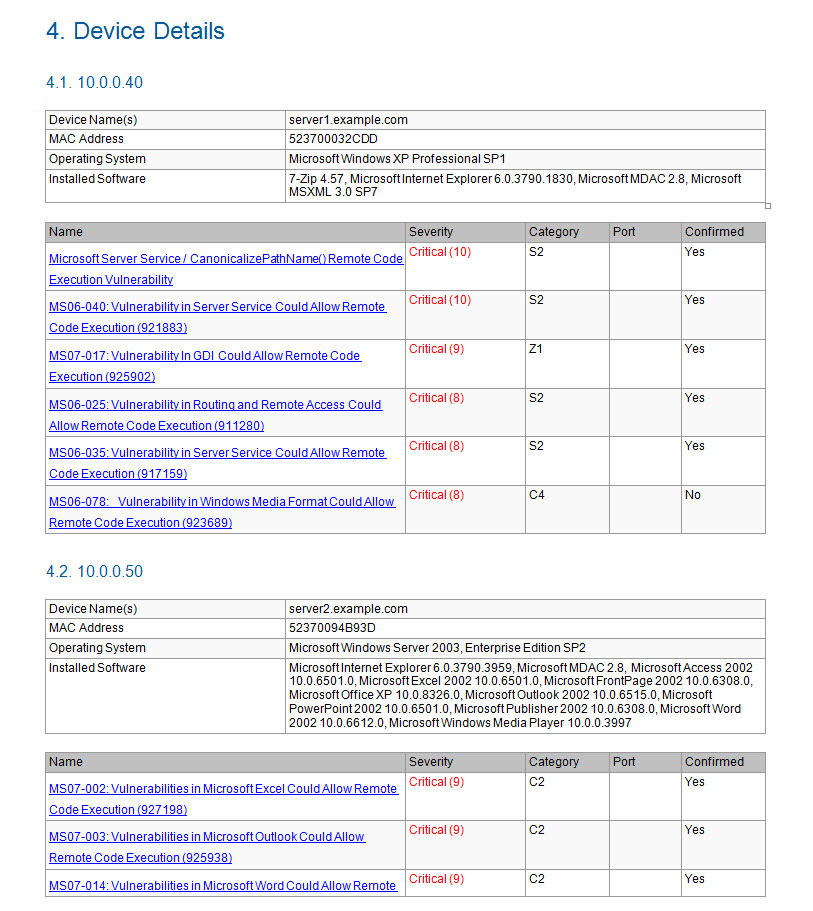 4. Device Details
4.1. 10.0.0.40
Device Name(s) server1.example.com
MAC Address 523700032CDD
Operating System Microsoft Windows XP Professional SP1
Installed Software 7-Zip 4.57, Microsoft Internet Explorer 6.0.3790.1830, Microsoft MDAC 2.8, Microsoft
MSXML 3.0 SP7
Name Severity Category Port Confirmed
Microsoft Server Service / CanonicalizePathName() Remote Code Critical (10) S2 Yes
Execution Vulnerability
MS06-040: Vulnerability in Server Service Could Allow Remote Critical (10) S2 Yes
Code Execution (921883)
MS07-017: Vulnerability In GDI Could Allow Remote Code Critical (9) Z1 Yes
Execution (925902)
MS06-025: Vulnerability in Routing and Remote Access Could Critical (8) S2 Yes
Allow Remote Code Execution (911280)
MS06-035: Vulnerability in Server Service Could Allow Remote Critical (8) S2 Yes
Code Execution (917159)
MS06-078: Vulnerability in Windows Media Format Could Allow Critical (8) C4 No
Remote Code Execution (923689)
4.2. 10.0.0.50
Device Name(s) server2.example.com
MAC Address 52370094B93D
Operating System Microsoft Windows Server 2003, Enterprise Edition SP2
Installed Software Microsoft Internet Explorer 6.0.3790.3959, Microsoft MDAC 2.8, Microsoft Access 2002
10.0.6501.0, Microsoft Excel 2002 10.0.6501.0, Microsoft FrontPage 2002 10.0.6308.0,
Microsoft Office XP 10.0.8326.0, Microsoft Outlook 2002 10.0.6515.0, Microsoft
PowerPoint 2002 10.0.6501.0, Microsoft Publisher 2002 10.0.6308.0, Microsoft Word
2002 10.0.6612.0, Microsoft Windows Media Player 10.0.0.3997
Name Severity Category Port Confirmed
MS07-002: Vulnerabilities in Microsoft Excel Could Allow Remote Critical (9) C2 Yes
Code Execution (927198)
MS07-003: Vulnerabilities in Microsoft Outlook Could Allow Critical (9) C2 Yes
Remote Code Execution (925938)
MS07-014: Vulnerabilities in Microsoft Word Could Allow Remote Critical (9) C2 Yes